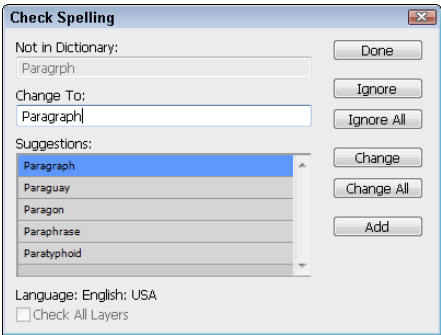 Check Spelling
Not in Dictionary:
Paragrph
Done
Change To:
Paragraph
Ignore
Ignore All
Suggestions:
Paragraph
Paraguay
Paragon
Paraphrase
Paratyphoid
Change
Change All
Add
Language: English: USA
Check All Layers